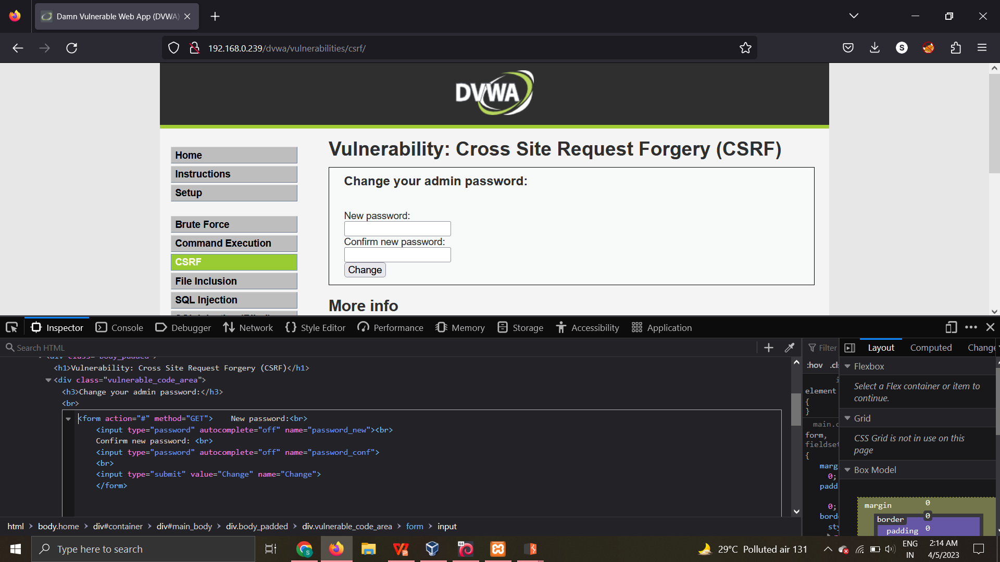 Damn Vulnerable Web App (DVWA)
192.168.0.239/dvwa/vulnerabilities/csrf/
S
DVWA
Home
Instructions
Setup
Brute Force
Command Execution
CSRF
File Inclusion
SQL Injection
Vulnerability: Cross Site Request Forgery (CSRF)
Change your admin password:
New password:
Confirm new password:
Change
More info
Inspector
Console
Debugger
Network
Style Editor
Performance
Memory
Storage
Accessibility
Application
Search HTML
<div class="body_padded">
<h1>Vulnerability: Cross Site Request Forgery (CSRF)</h1>
<div class="vulnerable_code_area">
<h3>Change your admin password:</h3>
<br>
<form action="#" method="GET"> New password:<br>
<input type="password" autocomplete="off" name="password_new"><br>
Confirm new password: <br>
<input type="password" autocomplete="off" name="password_conf">
<br>
<input type="submit" value="Change" name="Change">
</form>
Filter
:hov .cl
element
{
}
main.c
form,
fieldset
{
marg
0;
padd
0;
bord
sty
Layout
Computed
Change
Flexbox
Select a Flex container or item to
continue.
Grid
CSS Grid is not in use on this
page
Box Model
margin 0
border 0
padding 0
html > body.home > div#container > div#main_body > div.body_padded > div.vulnerable_code_area > form > input
Type here to search
S
64
29°C Polluted air 131
ENG
IN
2:14 AM
4/5/2023